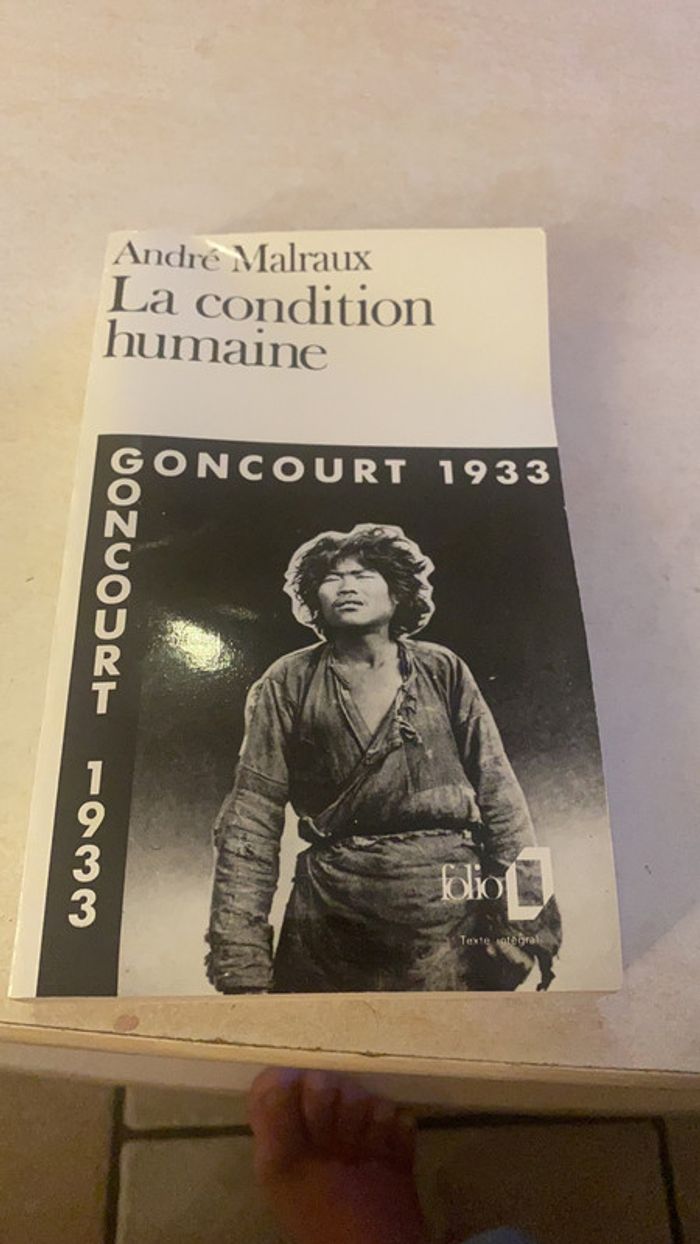 André Malraux
La condition
humaine
GONCOURT 1933
GONCOURT 1933
folio
Texte intégral